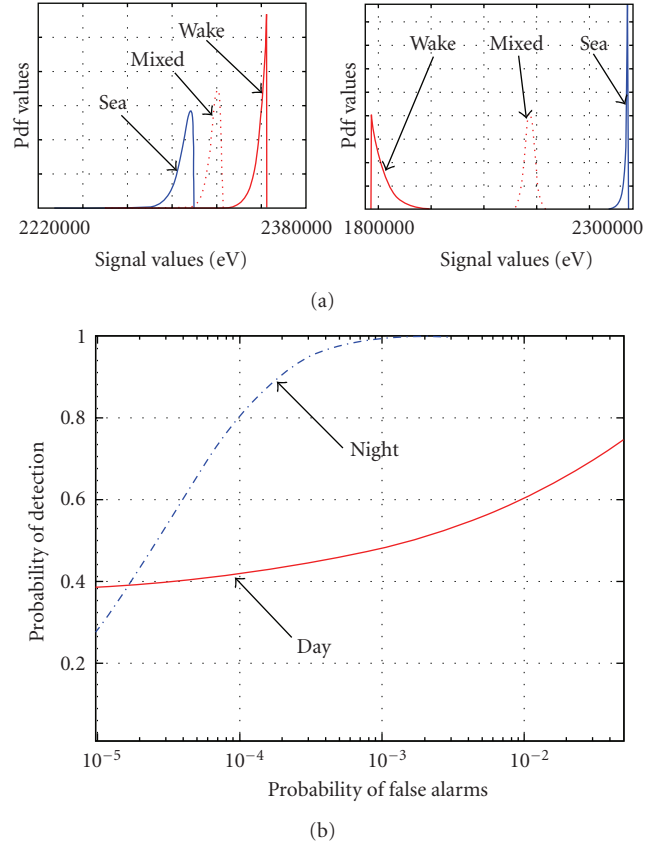 Pdf values
Wake
Mixed
Sea
2220000
2380000
Signal values (eV)
Pdf values
Wake
Mixed
Sea
1800000
2300000
Signal values (eV)
(a)
Probability of detection
1
0.8
0.6
0.4
0.2
Night
Day
10⁻⁵
10⁻⁴
10⁻³
10⁻²
Probability of false alarms
(b)